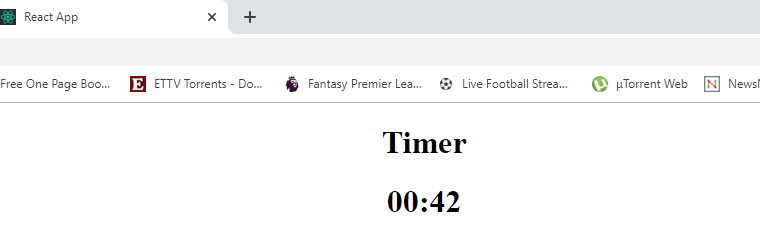 React App
Free One Page Boo... ETTV Torrents - Do... Fantasy Premier Lea... Live Football Strea... µTorrent Web News
Timer
00:42